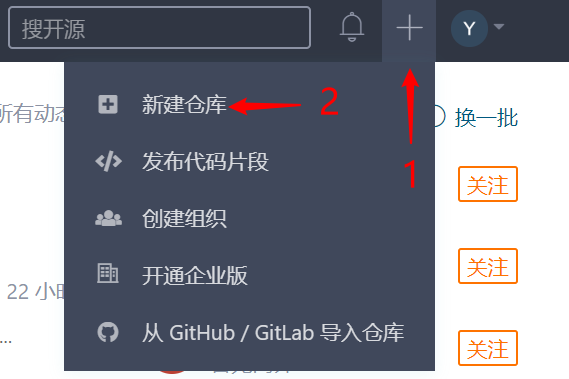 搜开源
Y
新建仓库
2
所有动态
换一批
1
发布代码片段
关注
创建组织
开通企业版
关注
22 小时
从 GitHub / GitLab 导入仓库
...
关注